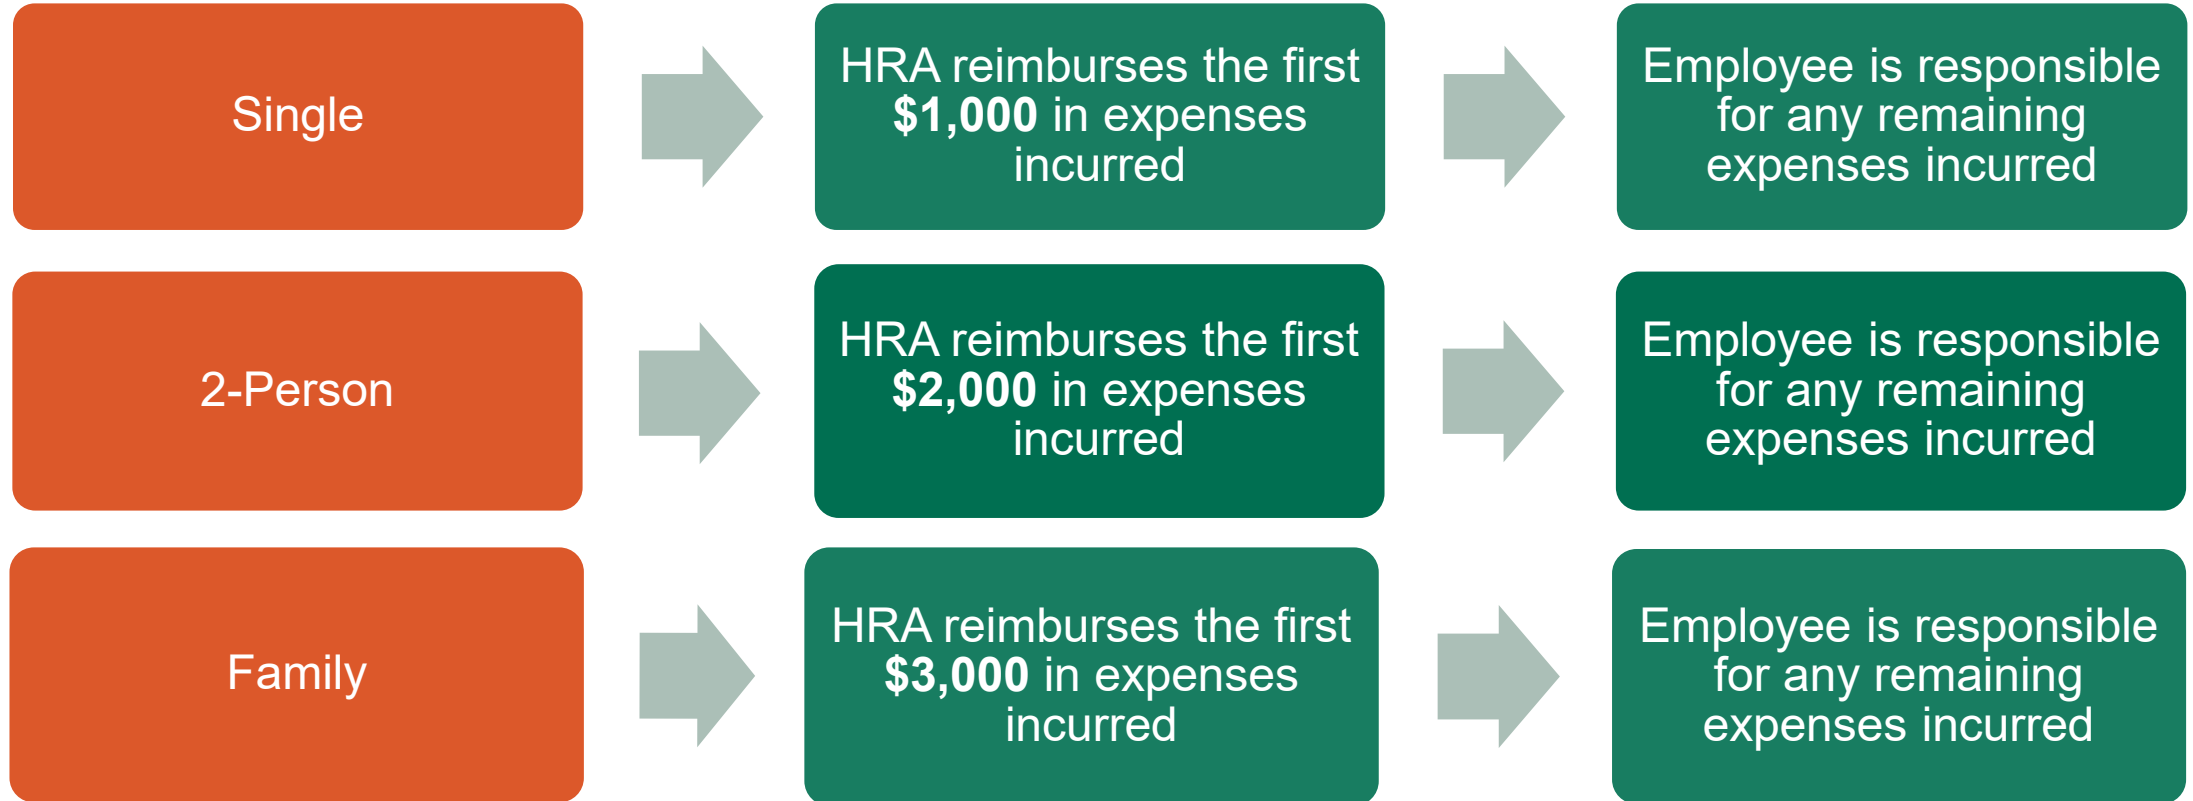 Single
HRA reimburses the first
$1,000 in expenses
incurred
Employee is responsible
for any remaining
expenses incurred
2-Person
HRA reimburses the first
$2,000 in expenses
incurred
Employee is responsible
for any remaining
expenses incurred
Family
HRA reimburses the first
$3,000 in expenses
incurred
Employee is responsible
for any remaining
expenses incurred